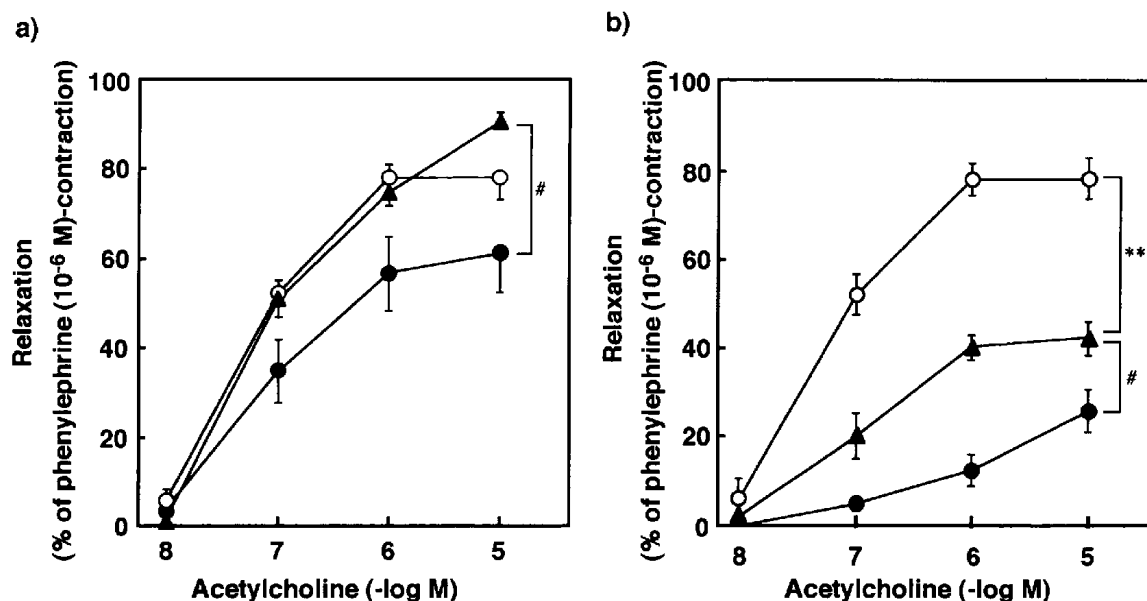 a)
Relaxation
(% of phenylephrine (10-6 M)-contraction)
100
80
60
40
20
0
8 7 6 5
Acetylcholine (-log M)
#
b)
Relaxation
(% of phenylephrine (10-6 M)-contraction)
100
80
60
40
20
0
8 7 6 5
Acetylcholine (-log M)
**
#